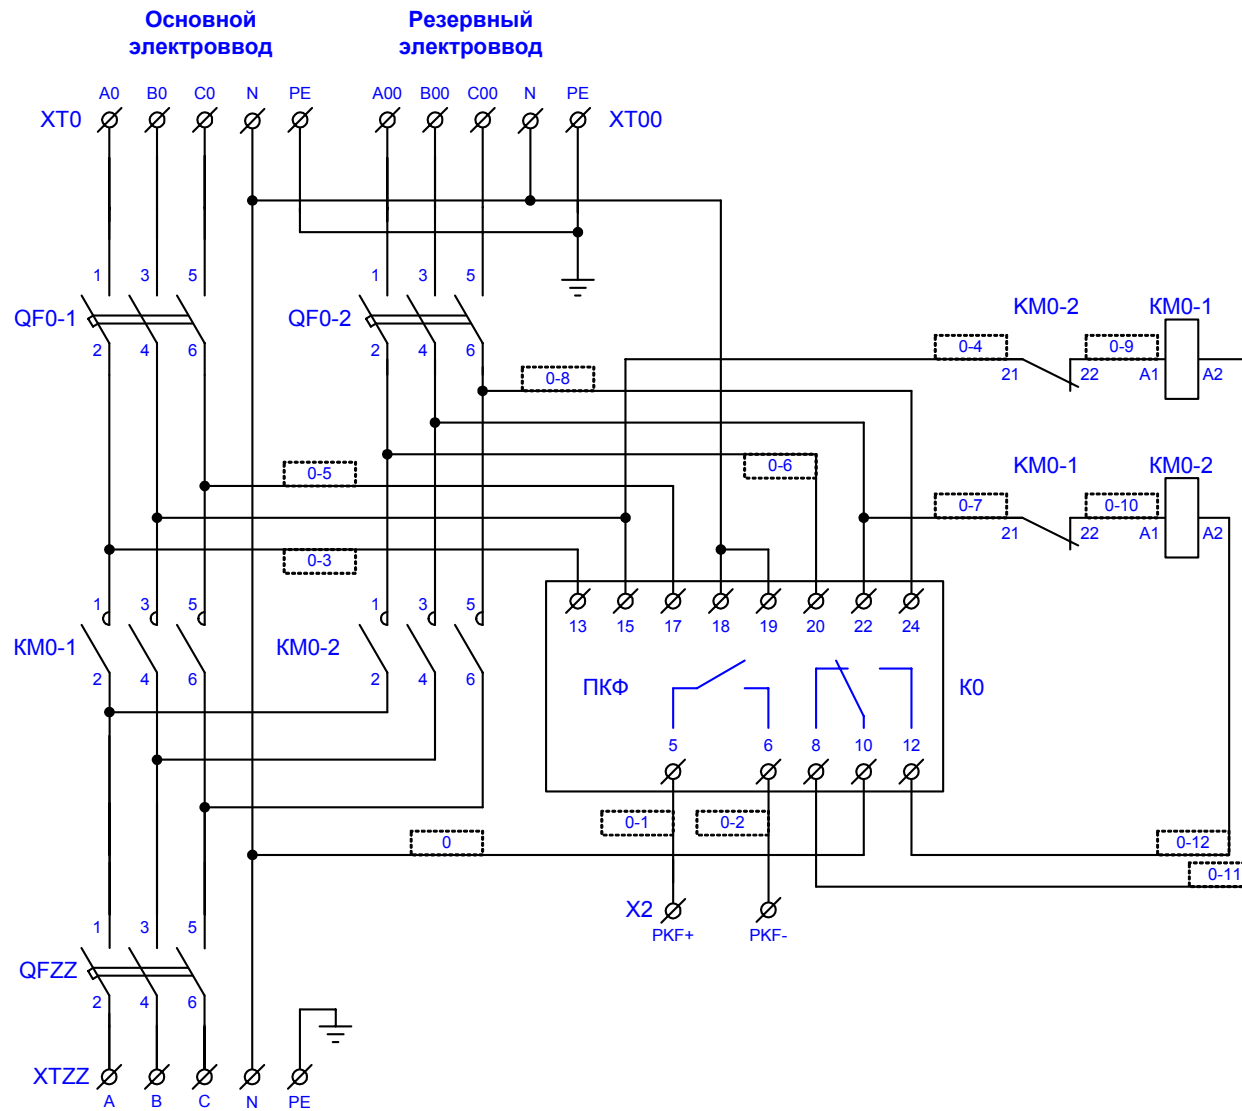 Основной
электроввод
Резервный
электроввод
A0 B0 C0 N PE A00 B00 C00 N PE
XT0 XT00
1 3 5 1 3 5
QF0-1 QF0-2
2 4 6 2 4 6
KM0-2 КМ0-1
0-4 0-9
21 22 A1 A2
0-8
0-5 0-6
KM0-1 КМ0-2
0-7 0-10
21 22 A1 A2
0-3
1 3 5 1 3 5
13 15 17 18 19 20 22 24
КМ0-1 КМ0-2
2 4 6 2 4 6
ПКФ К0
5 6 8 10 12
0-1 0-2
0 0-12
0-11
X2
PKF+ PKF-
1 3 5
QFZZ
2 4 6
XTZZ
A B C N PE